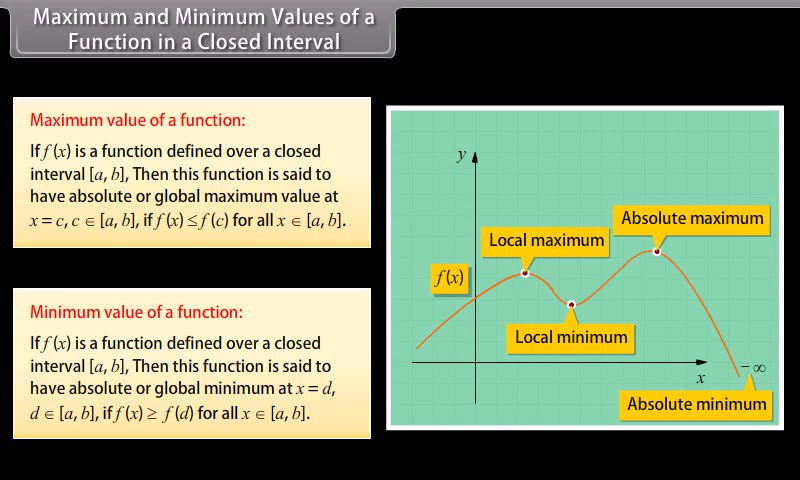 Maximum and Minimum Values of a
Function in a Closed Interval
Maximum value of a function:
If f (x) is a function defined over a closed
interval [a, b], Then this function is said to
have absolute or global maximum value at
x = c, c ∈ [a, b], if f (x) ≤ f (c) for all x ∈ [a, b].
Minimum value of a function:
If f (x) is a function defined over a closed
interval [a, b], Then this function is said to
have absolute or global minimum at x = d,
d ∈ [a, b], if f (x) ≥ f (d) for all x ∈ [a, b].
y
Absolute maximum
Local maximum
f(x)
Local minimum
− ∞
x
Absolute minimum